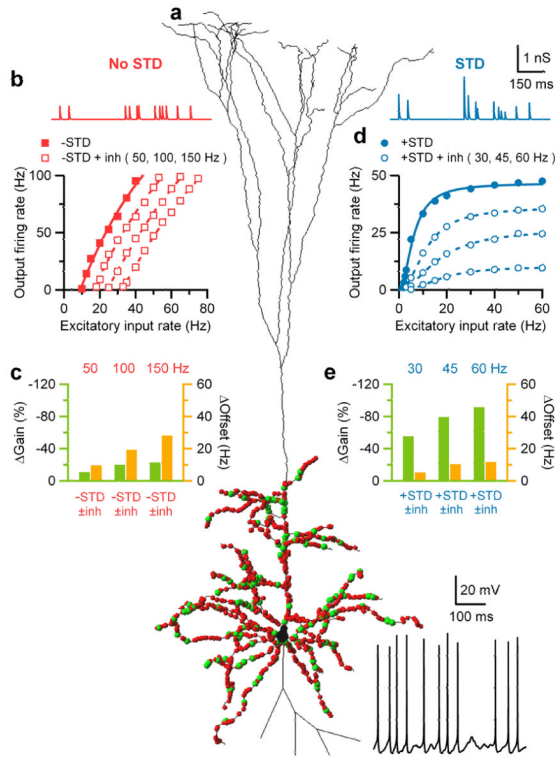 a
b
No STD
STD
1 nS
150 ms
-STD
-STD + inh ( 50, 100, 150 Hz )
Output firing rate (Hz)
100
50
0
0 20 40 60 80
Excitatory input rate (Hz)
d
+STD
+STD + inh (30, 45, 60 Hz )
Output firing rate (Hz)
50
25
0
0 10 20 30 40 50 60
Excitatory input rate (Hz)
c
50 100 150 Hz
ΔGain (%)
-120
-80
-40
0
60
40
20
0
ΔOffset (Hz)
-STD -STD -STD
±inh ±inh ±inh
e
30 45 60 Hz
ΔGain (%)
-120
-80
-40
0
60
40
20
0
ΔOffset (Hz)
+STD +STD +STD
±inh ±inh ±inh
20 mV
100 ms